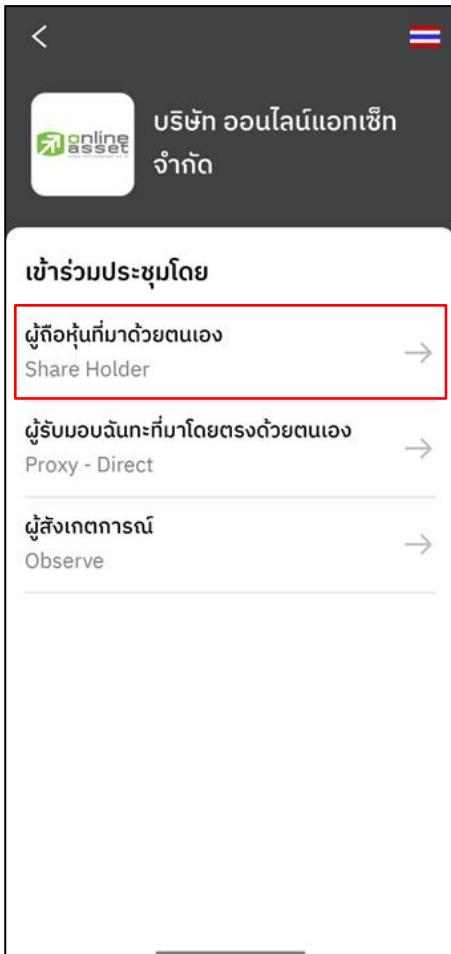 online
asset
บริษัท ออนไลน์แอทเซ็ท
จำกัด
เข้าร่วมประชุมโดย
ผู้ถือหุ้นที่มาด้วยตนเอง
Share Holder
ผู้รับมอบฉันทะที่มาโดยตรงด้วยตนเอง
Proxy - Direct
ผู้สังเกตการณ์
Observe